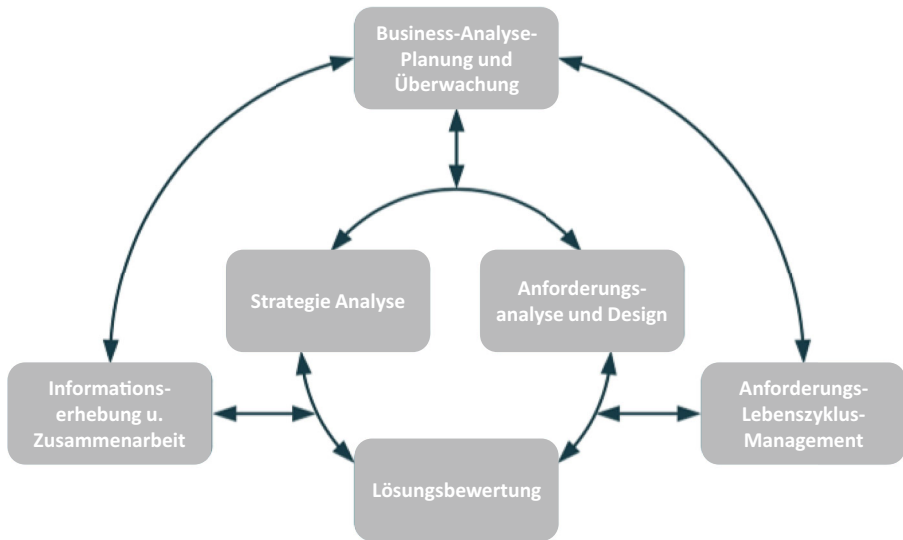 Business-Analyse-
Planung und
Überwachung
Strategie Analyse
Anforderungs-
analyse und Design
Informations-
erhebung u.
Zusammenarbeit
Anforderungs-
Lebenszyklus-
Management
Lösungsbewertung